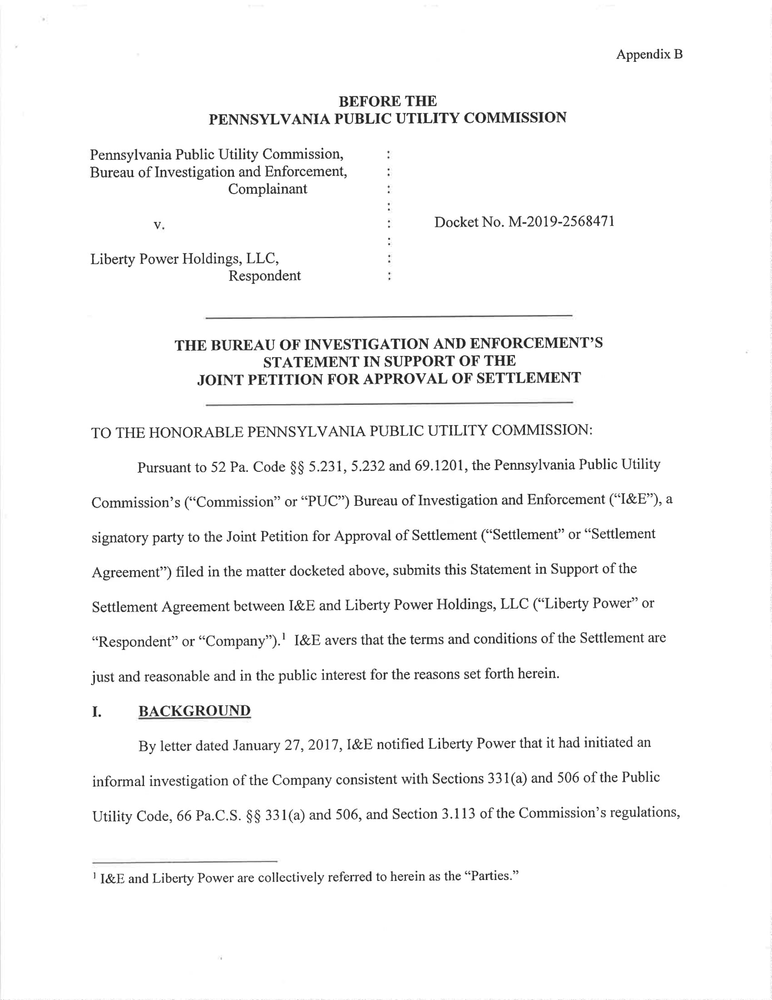 Appendix B
BEFORE THE
PENNSYLVANIA PUBLIC UTILITY COMMISSION
Pennsylvania Public Utility Commission, :
Bureau of Investigation and Enforcement, :
Complainant :
:
v. : Docket No. M-2019-2568471
:
Liberty Power Holdings, LLC, :
Respondent :
THE BUREAU OF INVESTIGATION AND ENFORCEMENT’S
STATEMENT IN SUPPORT OF THE
JOINT PETITION FOR APPROVAL OF SETTLEMENT
TO THE HONORABLE PENNSYLVANIA PUBLIC UTILITY COMMISSION:
Pursuant to 52 Pa. Code §§ 5.231, 5.232 and 69.1201, the Pennsylvania Public Utility
Commission’s (“Commission” or “PUC”) Bureau of Investigation and Enforcement (“I&E”), a
signatory party to the Joint Petition for Approval of Settlement (“Settlement” or “Settlement
Agreement”) filed in the matter docketed above, submits this Statement in Support of the
Settlement Agreement between I&E and Liberty Power Holdings, LLC (“Liberty Power” or
“Respondent” or “Company”).¹ I&E avers that the terms and conditions of the Settlement are
just and reasonable and in the public interest for the reasons set forth herein.
I. BACKGROUND
By letter dated January 27, 2017, I&E notified Liberty Power that it had initiated an
informal investigation of the Company consistent with Sections 331(a) and 506 of the Public
Utility Code, 66 Pa.C.S. §§ 331(a) and 506, and Section 3.113 of the Commission’s regulations,
¹ I&E and Liberty Power are collectively referred to herein as the “Parties.”